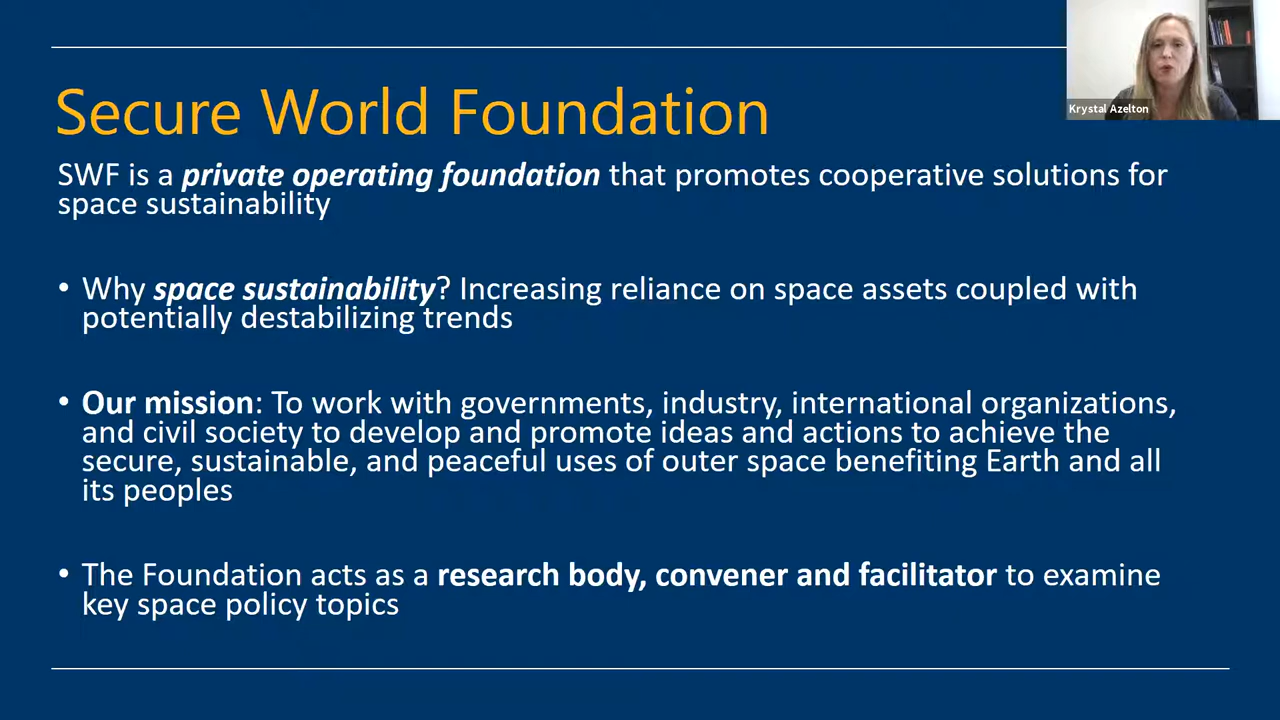 Secure World Foundation
Krystal Azelton
SWF is a private operating foundation that promotes cooperative solutions for
space sustainability
• Why space sustainability? Increasing reliance on space assets coupled with
potentially destabilizing trends
• Our mission: To work with governments, industry, international organizations,
and civil society to develop and promote ideas and actions to achieve the
secure, sustainable, and peaceful uses of outer space benefiting Earth and all
its peoples
• The Foundation acts as a research body, convener and facilitator to examine
key space policy topics